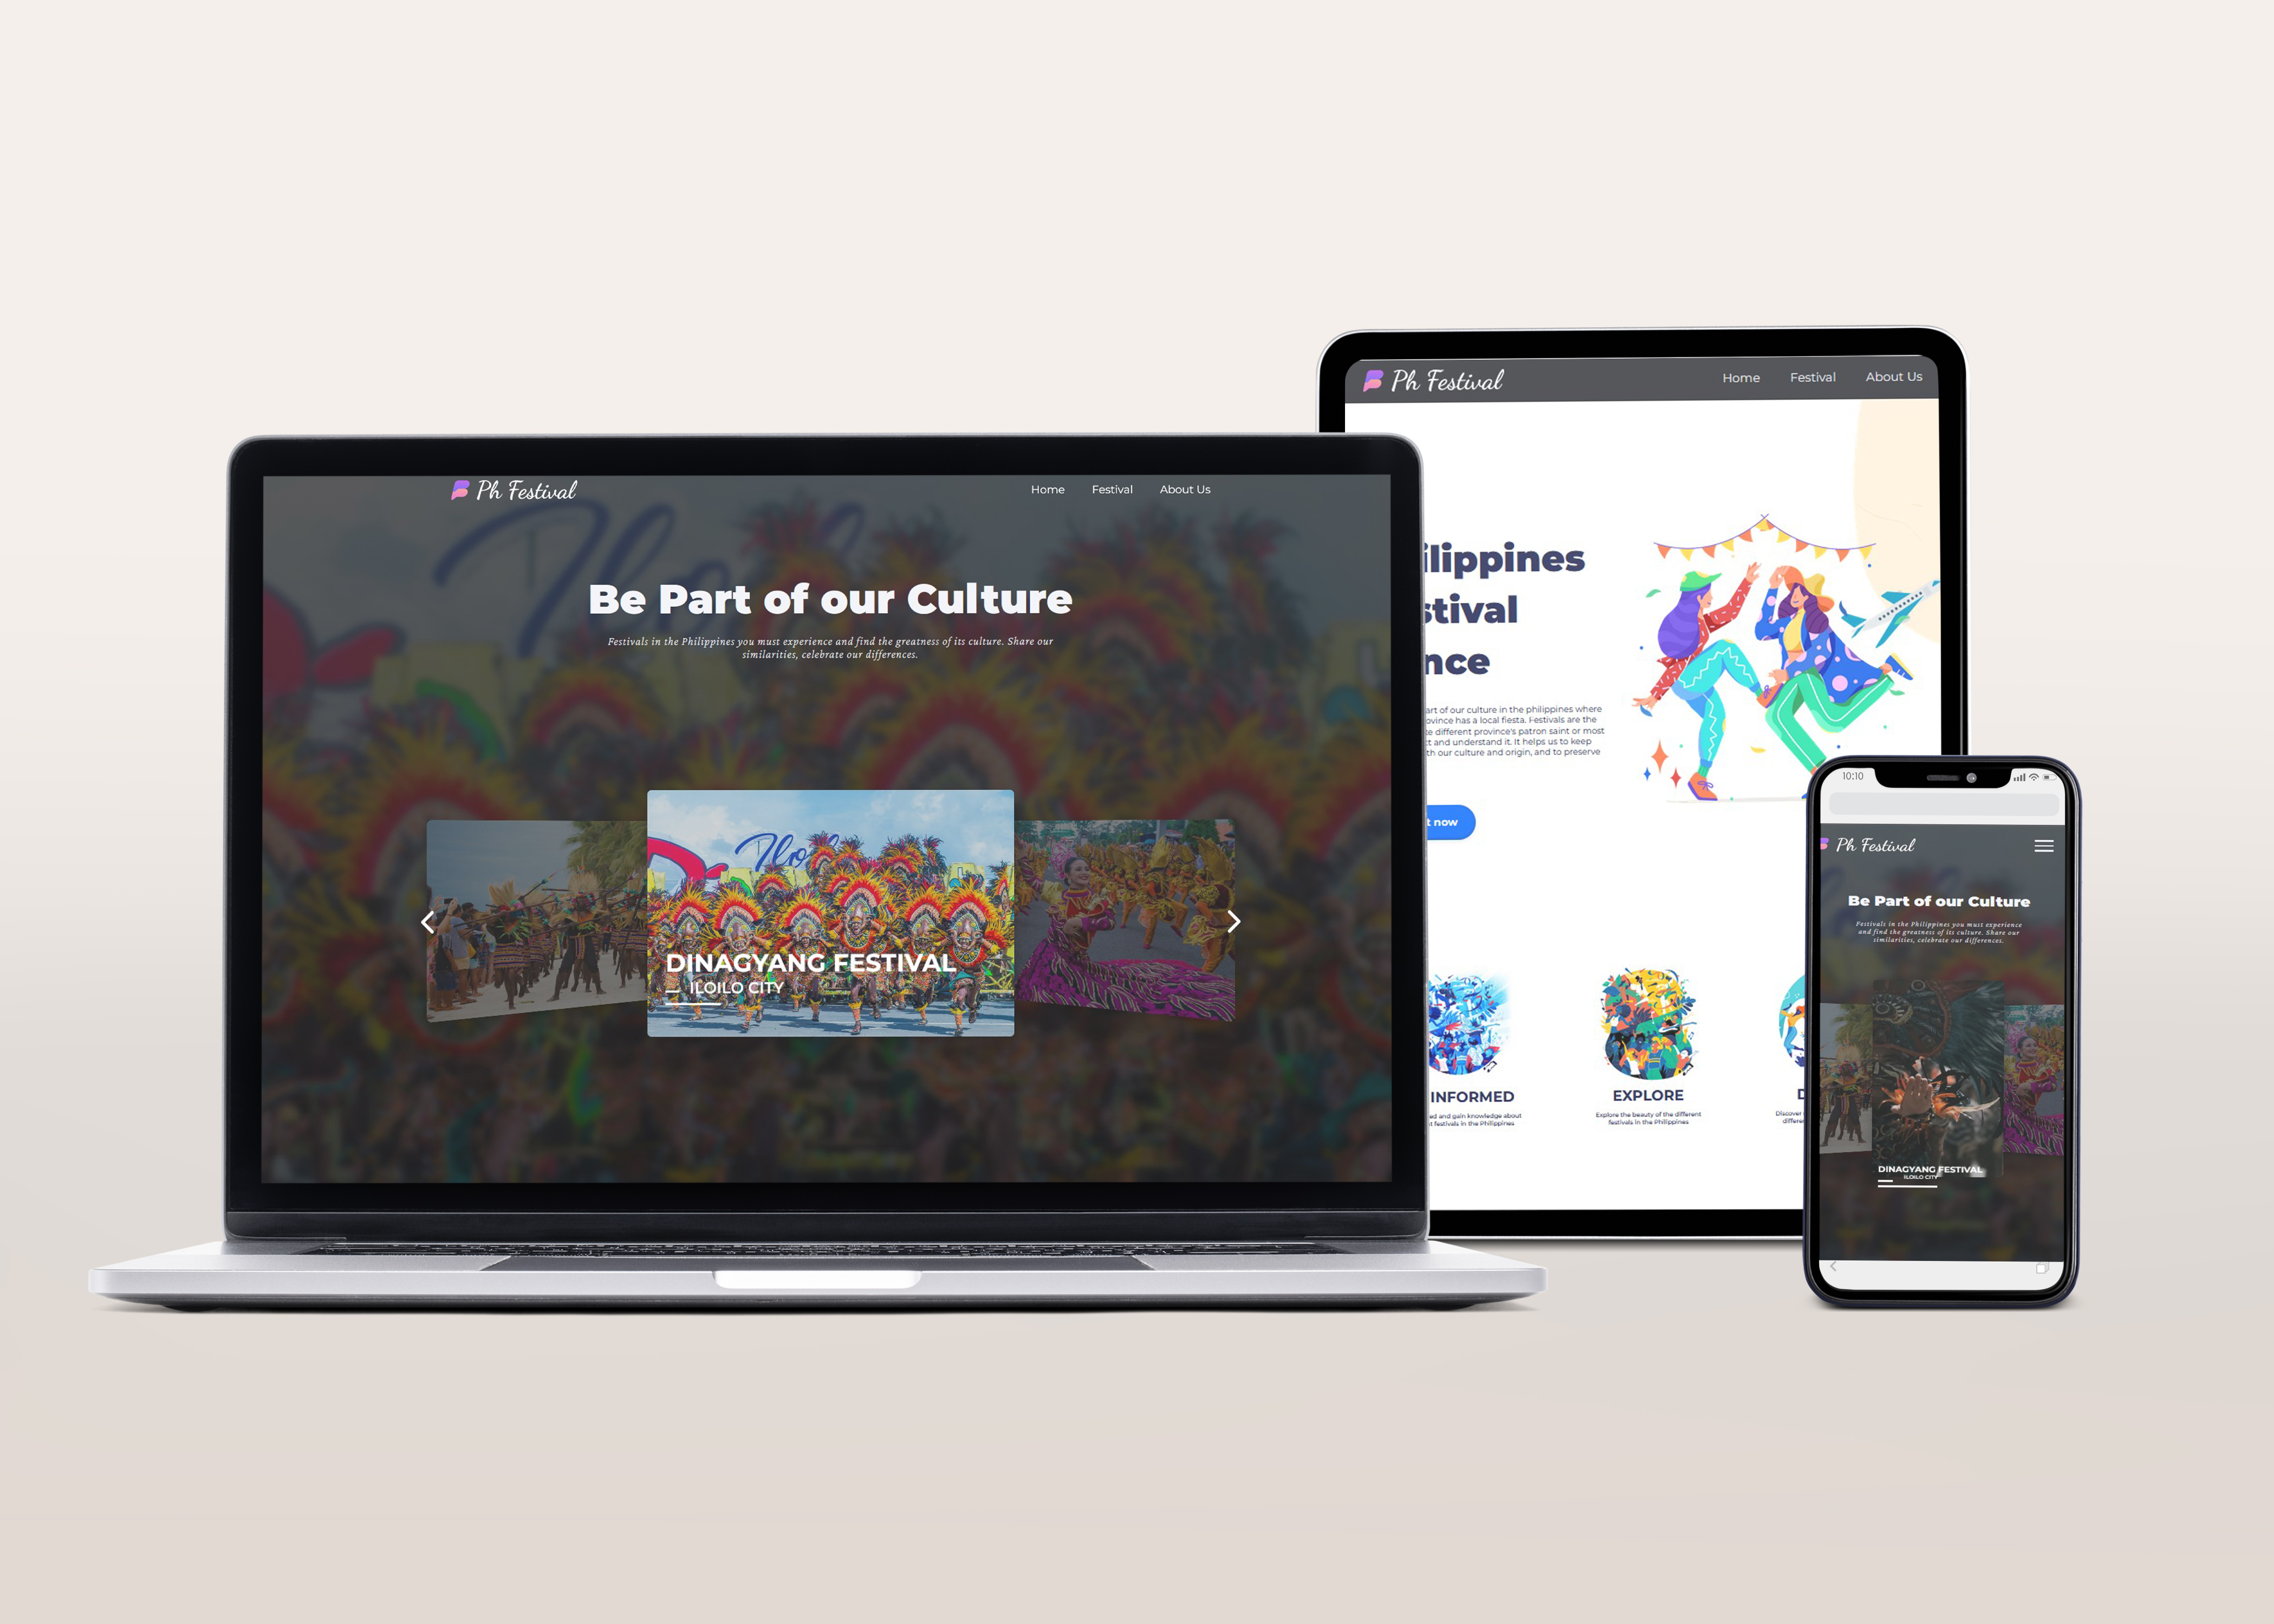 Ph Festival
Home Festival About Us
Be Part of our Culture
Festivals in the Philippines you must experience and find the greatness of its culture. Share our
similarities, celebrate our differences.
Ilo
DINAGYANG FESTIVAL
ILOILO CITY
Ph Festival
Home Festival About Us
ilippines
stival
nce
art of our culture in the philippines where
ovince has a local fiesta. Festivals are the
different province's patron saint or most
and understand it. It helps us to keep
our culture and origin, and to preserve
now
INFORMED
ed and gain knowledge about
festivals in the Philippines
EXPLORE
Explore the beauty of the different
festivals in the Philippines
D
Discover
differen
10:10
Ph Festival
Be Part of our Culture
Festivals in the Philippines you must experience
and find the greatness of its culture. Share our
similarities, celebrate our differences.
DINAGYANG FESTIVAL
ILOILO CITY